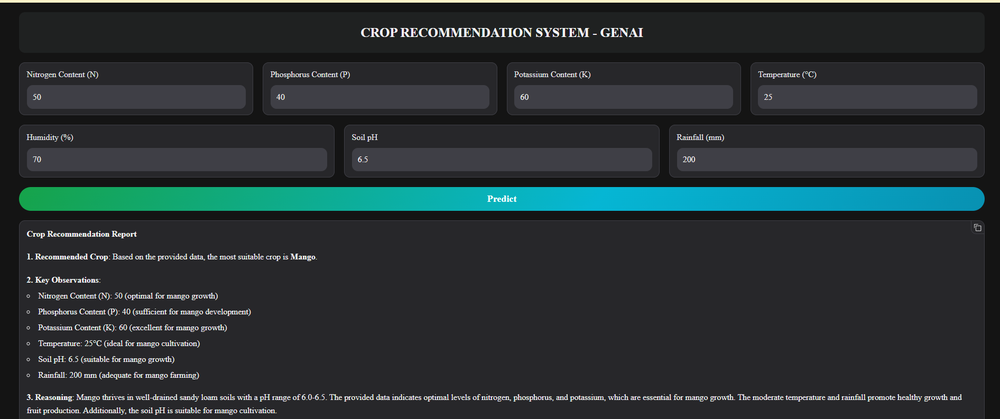 CROP RECOMMENDATION SYSTEM - GENAI
Nitrogen Content (N)
50
Phosphorus Content (P)
40
Potassium Content (K)
60
Temperature (°C)
25
Humidity (%)
70
Soil pH
6.5
Rainfall (mm)
200
Predict
Crop Recommendation Report
1. Recommended Crop: Based on the provided data, the most suitable crop is Mango.
2. Key Observations:
Nitrogen Content (N): 50 (optimal for mango growth)
Phosphorus Content (P): 40 (sufficient for mango development)
Potassium Content (K): 60 (excellent for mango growth)
Temperature: 25°C (ideal for mango cultivation)
Soil pH: 6.5 (suitable for mango growth)
Rainfall: 200 mm (adequate for mango farming)
3. Reasoning: Mango thrives in well-drained sandy loam soils with a pH range of 6.0-6.5. The provided data indicates optimal levels of nitrogen, phosphorus, and potassium, which are essential for mango growth. The moderate temperature and rainfall promote healthy growth and
fruit production. Additionally, the soil pH is suitable for mango cultivation.